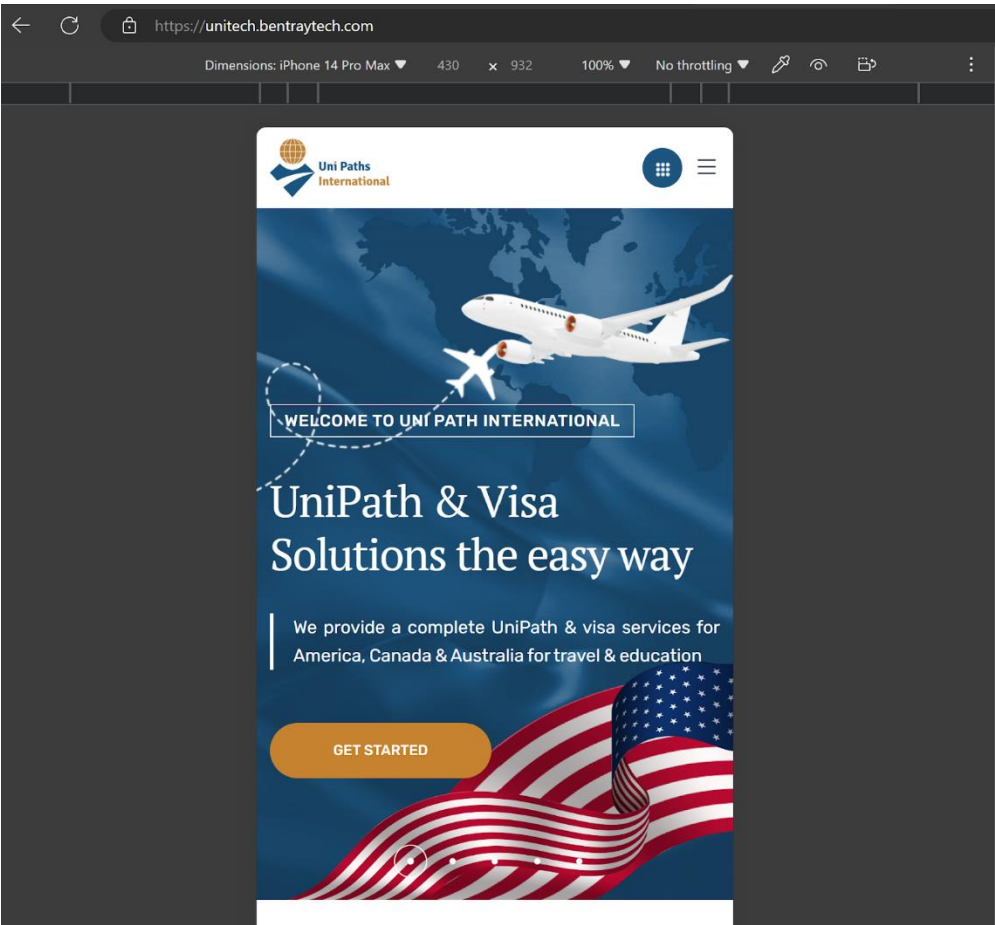 https://unitech.bentraytech.com
Dimensions: iPhone 14 Pro Max ▼ 430 x 932 100% ▼ No throttling ▼
Uni Paths
International
WELCOME TO UNI PATH INTERNATIONAL
UniPath & Visa
Solutions the easy way
We provide a complete UniPath & visa services for
America, Canada & Australia for travel & education
GET STARTED